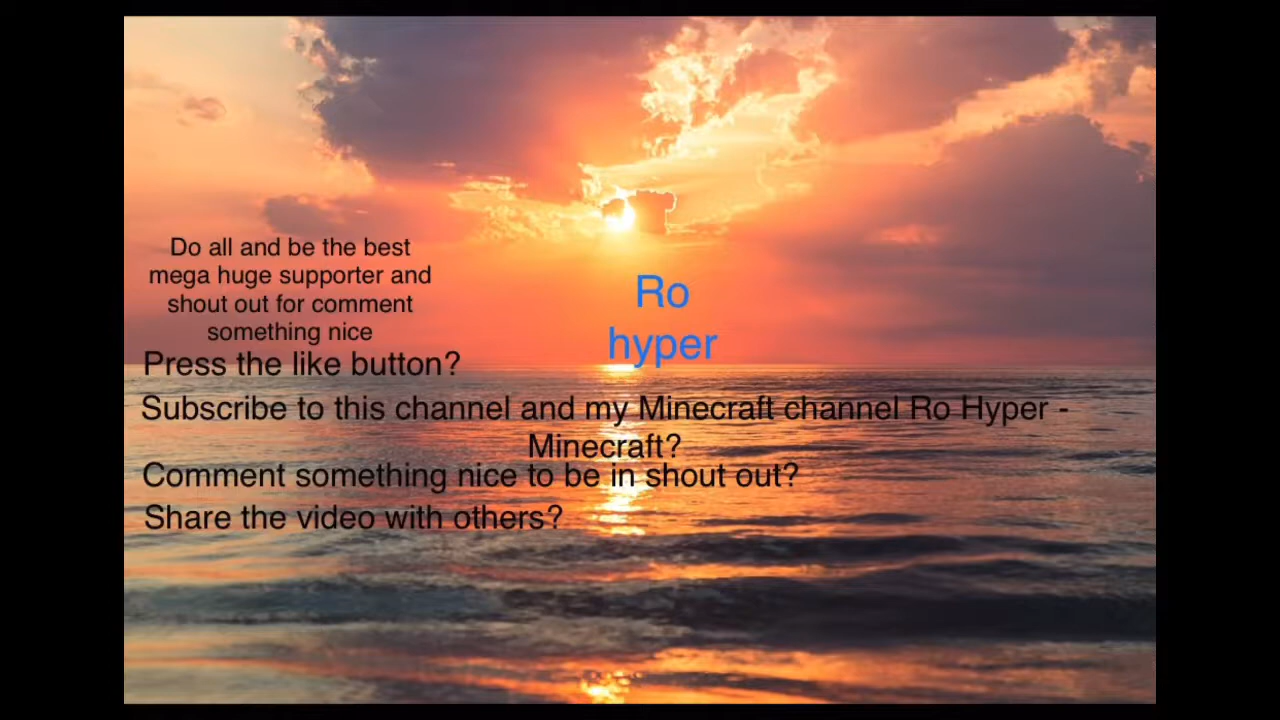 Do all and be the best
mega huge supporter and
shout out for comment
something nice
Ro
hyper
Press the like button?
Subscribe to this channel and my Minecraft channel Ro Hyper -
Minecraft?
Comment something nice to be in shout out?
Share the video with others?